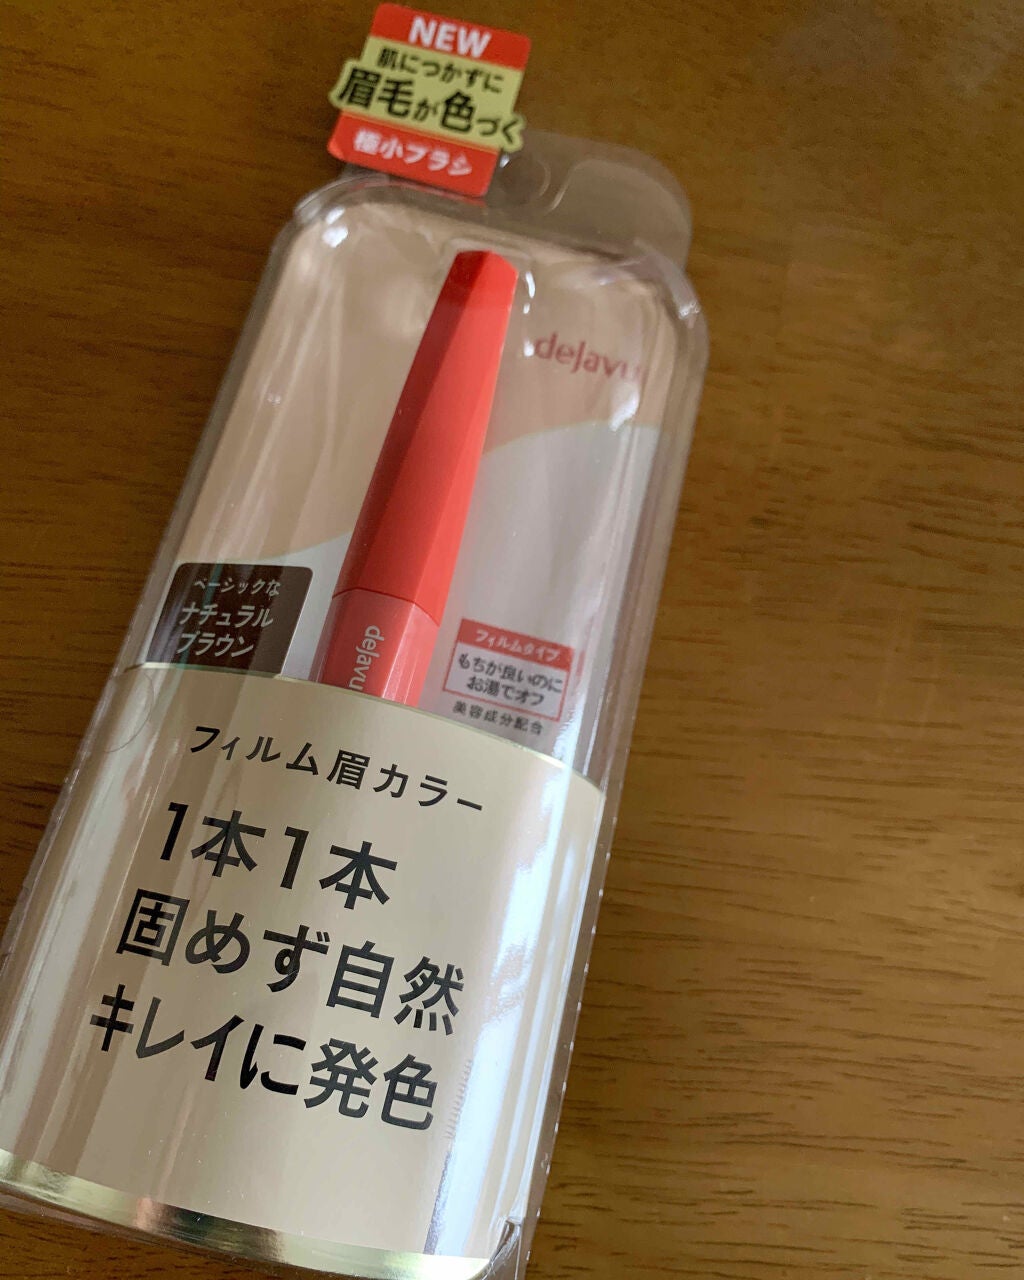 NEW
肌につかずに
眉毛が色づく
極小ブラシ
dejavu
ベーシックな
ナチュラル
ブラウン
dejavu
フィルムタイプ
もちが良いのに
お湯でオフ
美容成分配合
フィルム眉カラー
1本1本
固めず自然
キレイに発色